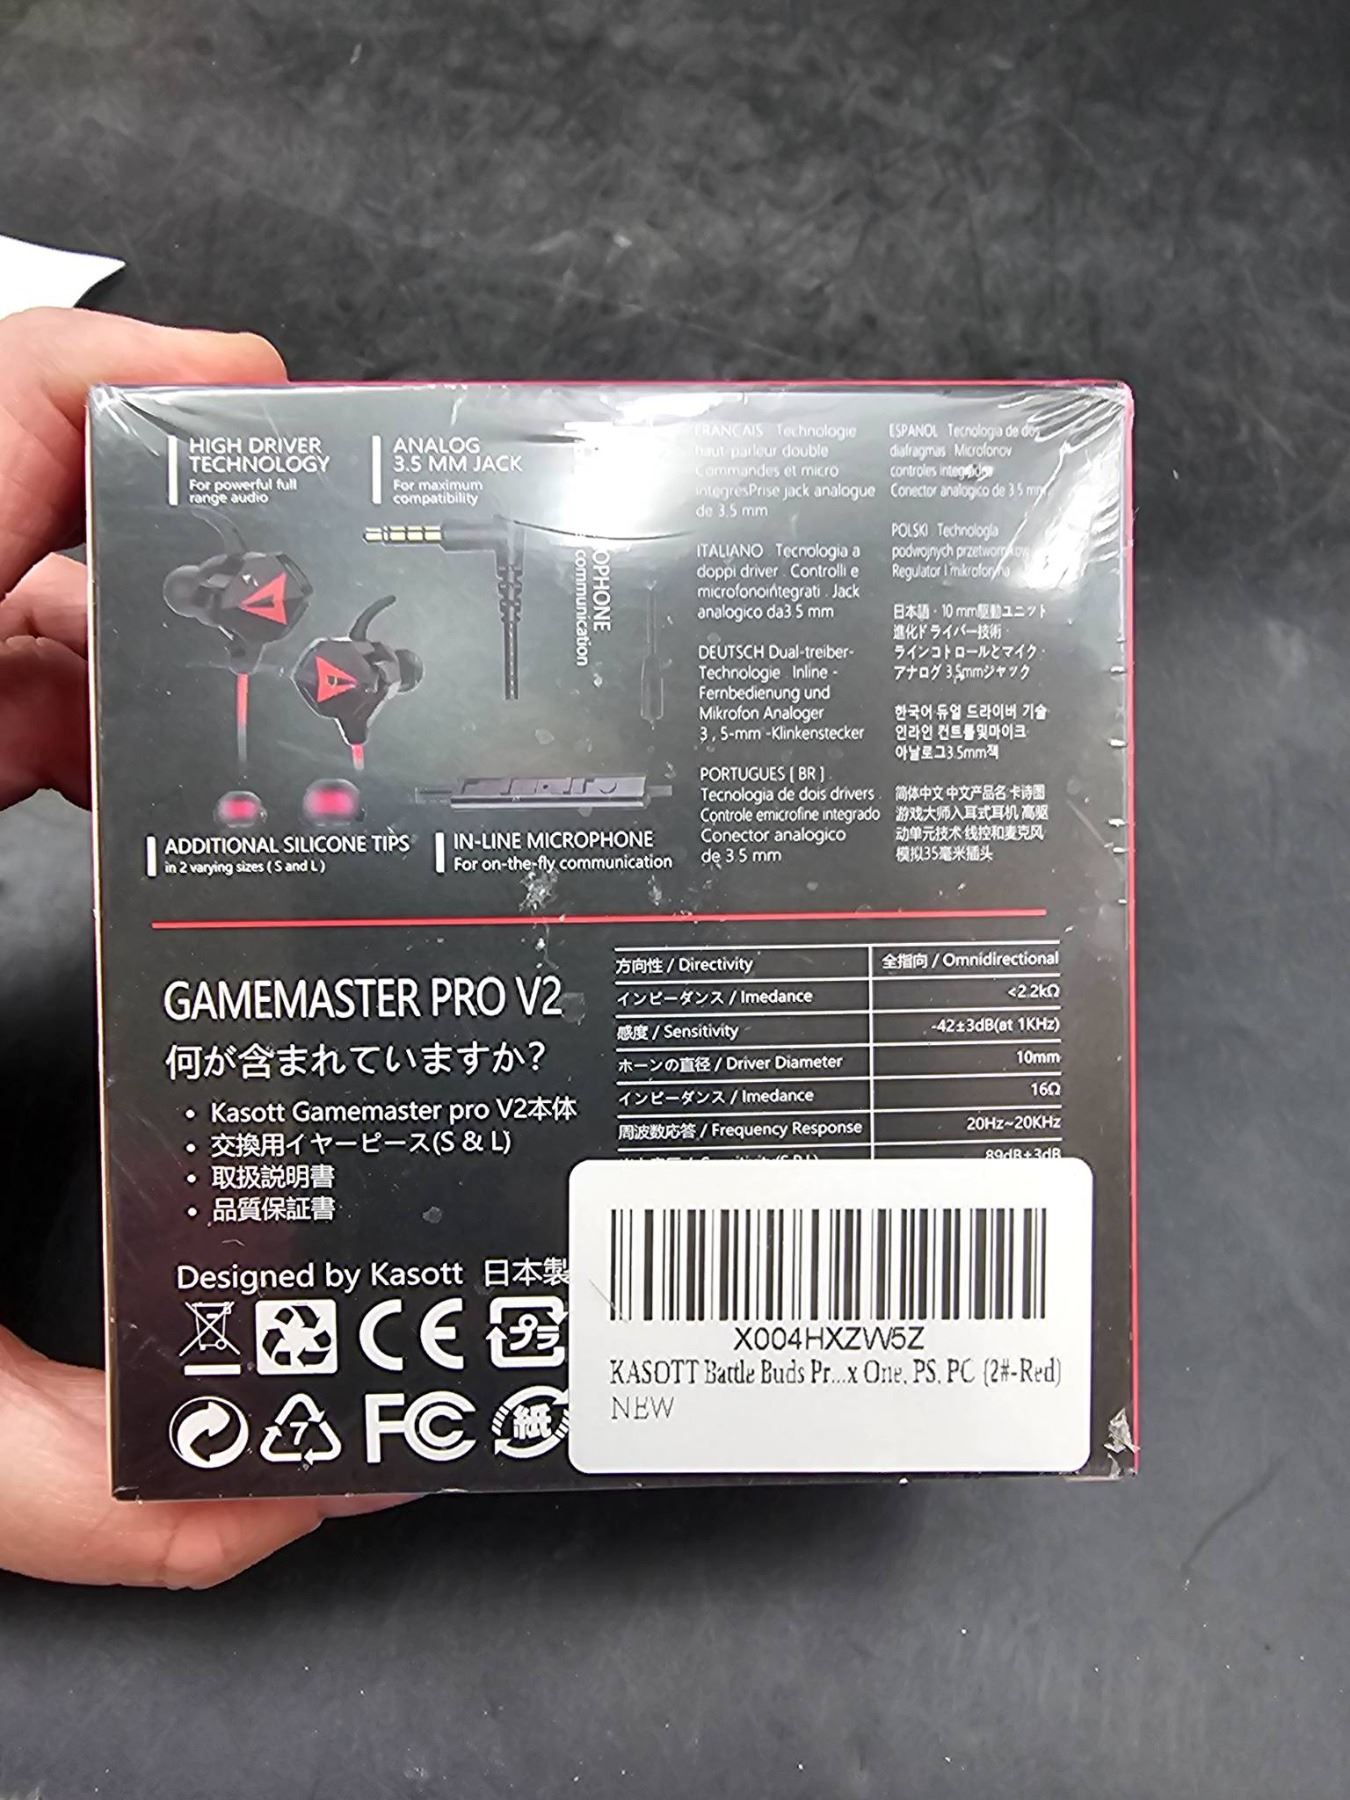 HIGH DRIVER
TECHNOLOGY
For powerful full
range audio
ANALOG
3.5 MM JACK
For maximum
compatibility
OPHONE
communication
ADDITIONAL SILICONE TIPS
in 2 varying sizes ( S and L )
IN-LINE MICROPHONE
For on-the-fly communication
FRANCAIS Technologie
haut-parleur double
Commandes et micro
integresPrise jack analogue
de 3.5 mm
ITALIANO Tecnologia a
doppi driver . Controlli e
microfonointegrati . Jack
analogico da3.5 mm
DEUTSCH Dual-treiber-
Technologie . Inline -
Fernbedienung und
Mikrofon Analoger
3 , 5-mm -Klinkenstecker
PORTUGUES [ BR ]
Tecnologia de dois drivers .
Controle emicrofine integrado
Conector analogico
de 3.5 mm
ESPANOL Tecnologia de dos
diafragmas Microfonov
controles integrados
Conector analogico de 3.5 mm
POLSKI Technologla
podwojnych przetwornikow
Regulator I mikrofon na
日本語 · 10 mm駆動ユニット
進化ドライバー技術 ·
ラインコトロールとマイク ·
アナログ 3.5mmジャック
한국어 듀얼 드라이버 기술
인라인 컨트롤및마이크
아날로그3.5mm잭
简体中文 中文产品名 卡诗图
游戏大师入耳式耳机 高驱
动单元技术 线控和麦克风
模拟35毫米插头
GAMEMASTER PRO V2
何が含まれていますか?
• Kasott Gamemaster pro V2本体
• 交換用イヤーピース(S & L)
• 取扱説明書
• 品質保証書
方向性 / Directivity 全指向 / Omnidirectional
インピーダンス / Imedance <2.2kΩ
感度 / Sensitivity -42±3dB(at 1KHz)
ホーンの直径 / Driver Diameter 10mm
インピーダンス / Imedance 16Ω
周波数応答 / Frequency Response 20Hz~20KHz
89dB±3dB
Designed by Kasott 日本製
CE
プラ
7
FC
紙
X004HXZW5Z
KASOTT Battle Buds Pr...x One, PS, PC (2#-Red)
NEW